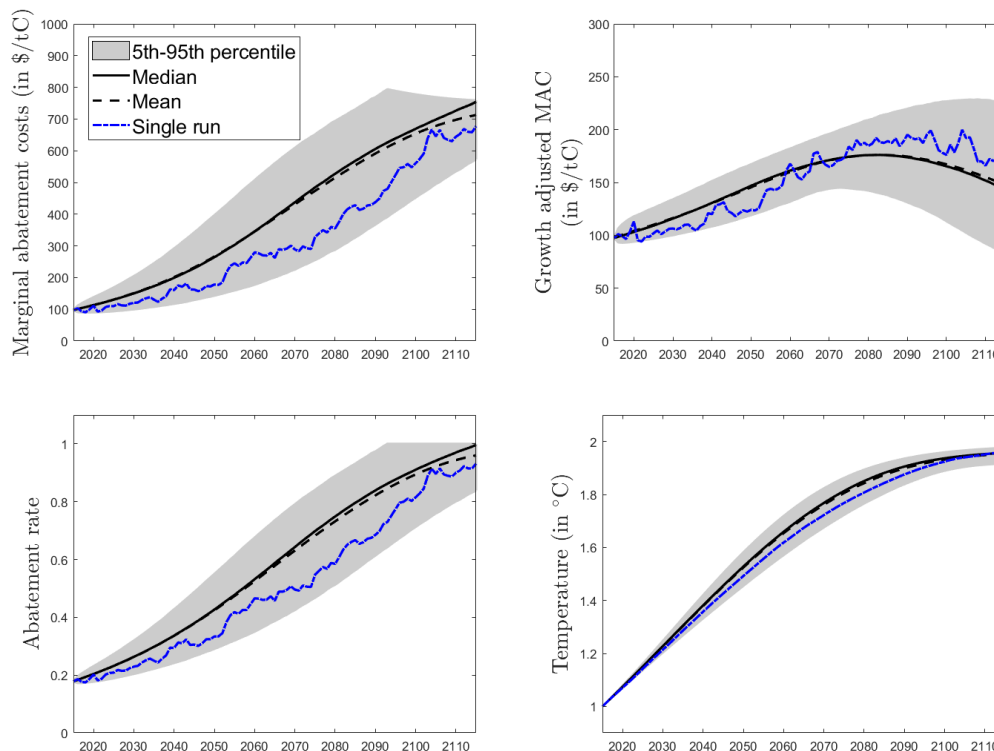 Marginal abatement costs (in $/tC)
1000
900
800
700
600
500
400
300
200
100
0
5th-95th percentile
Median
Mean
Single run
2020 2030 2040 2050 2060 2070 2080 2090 2100 2110
Growth adjusted MAC
(in $/tC)
300
250
200
150
100
50
0
2020 2030 2040 2050 2060 2070 2080 2090 2100 211
Abatement rate
1
0.8
0.6
0.4
0.2
0
2020 2030 2040 2050 2060 2070 2080 2090 2100 2110
Temperature (in °C)
2
1.8
1.6
1.4
1.2
1
2020 2030 2040 2050 2060 2070 2080 2090 2100 211